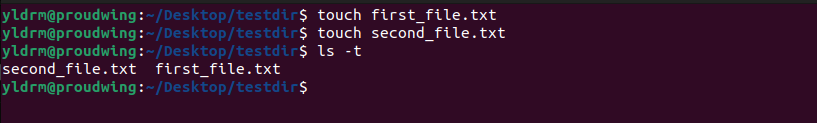 yldrm@proudwing:~/Desktop/testdir$ touch first_file.txt
yldrm@proudwing:~/Desktop/testdir$ touch second_file.txt
yldrm@proudwing:~/Desktop/testdir$ ls -t
second_file.txt  first_file.txt
yldrm@proudwing:~/Desktop/testdir$